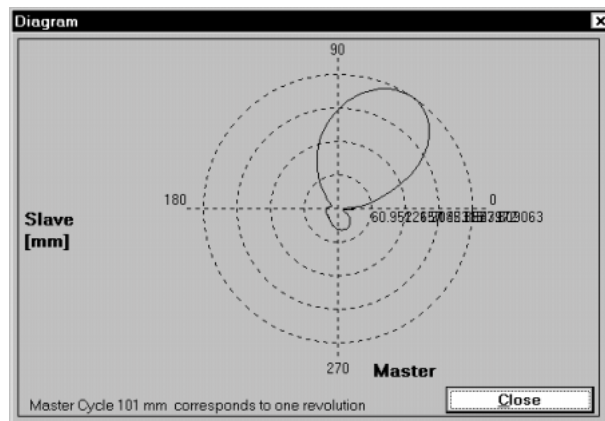 Diagram
90
180
0
Slave
[mm]
270
Master
Master Cycle 101 mm corresponds to one revolution
Close